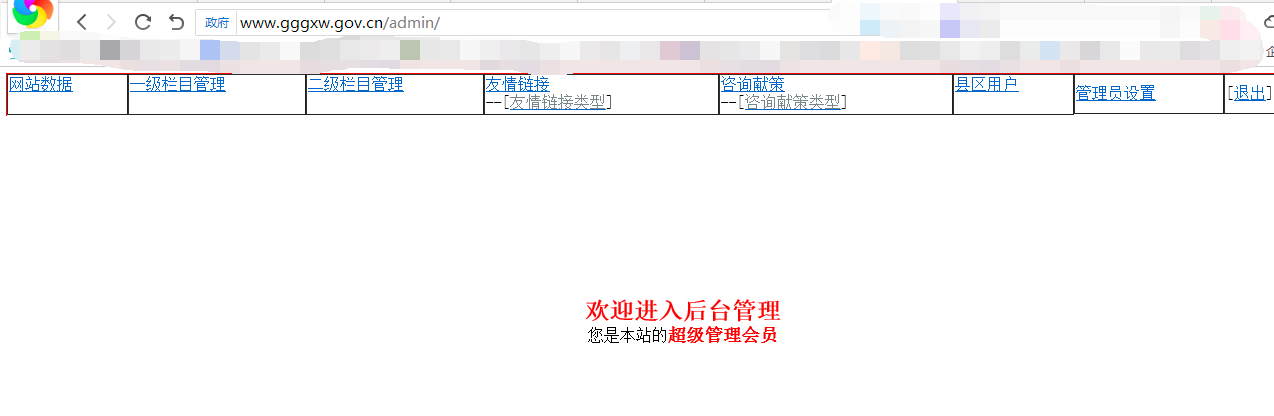 政府 www.gggxw.gov.cn/admin/
网站数据 一级栏目管理 二级栏目管理 友情链接 咨询献策 县区用户 管理员设置 [退出]
--[友情链接类型] --[咨询献策类型]
欢迎进入后台管理
您是本站的超级管理会员